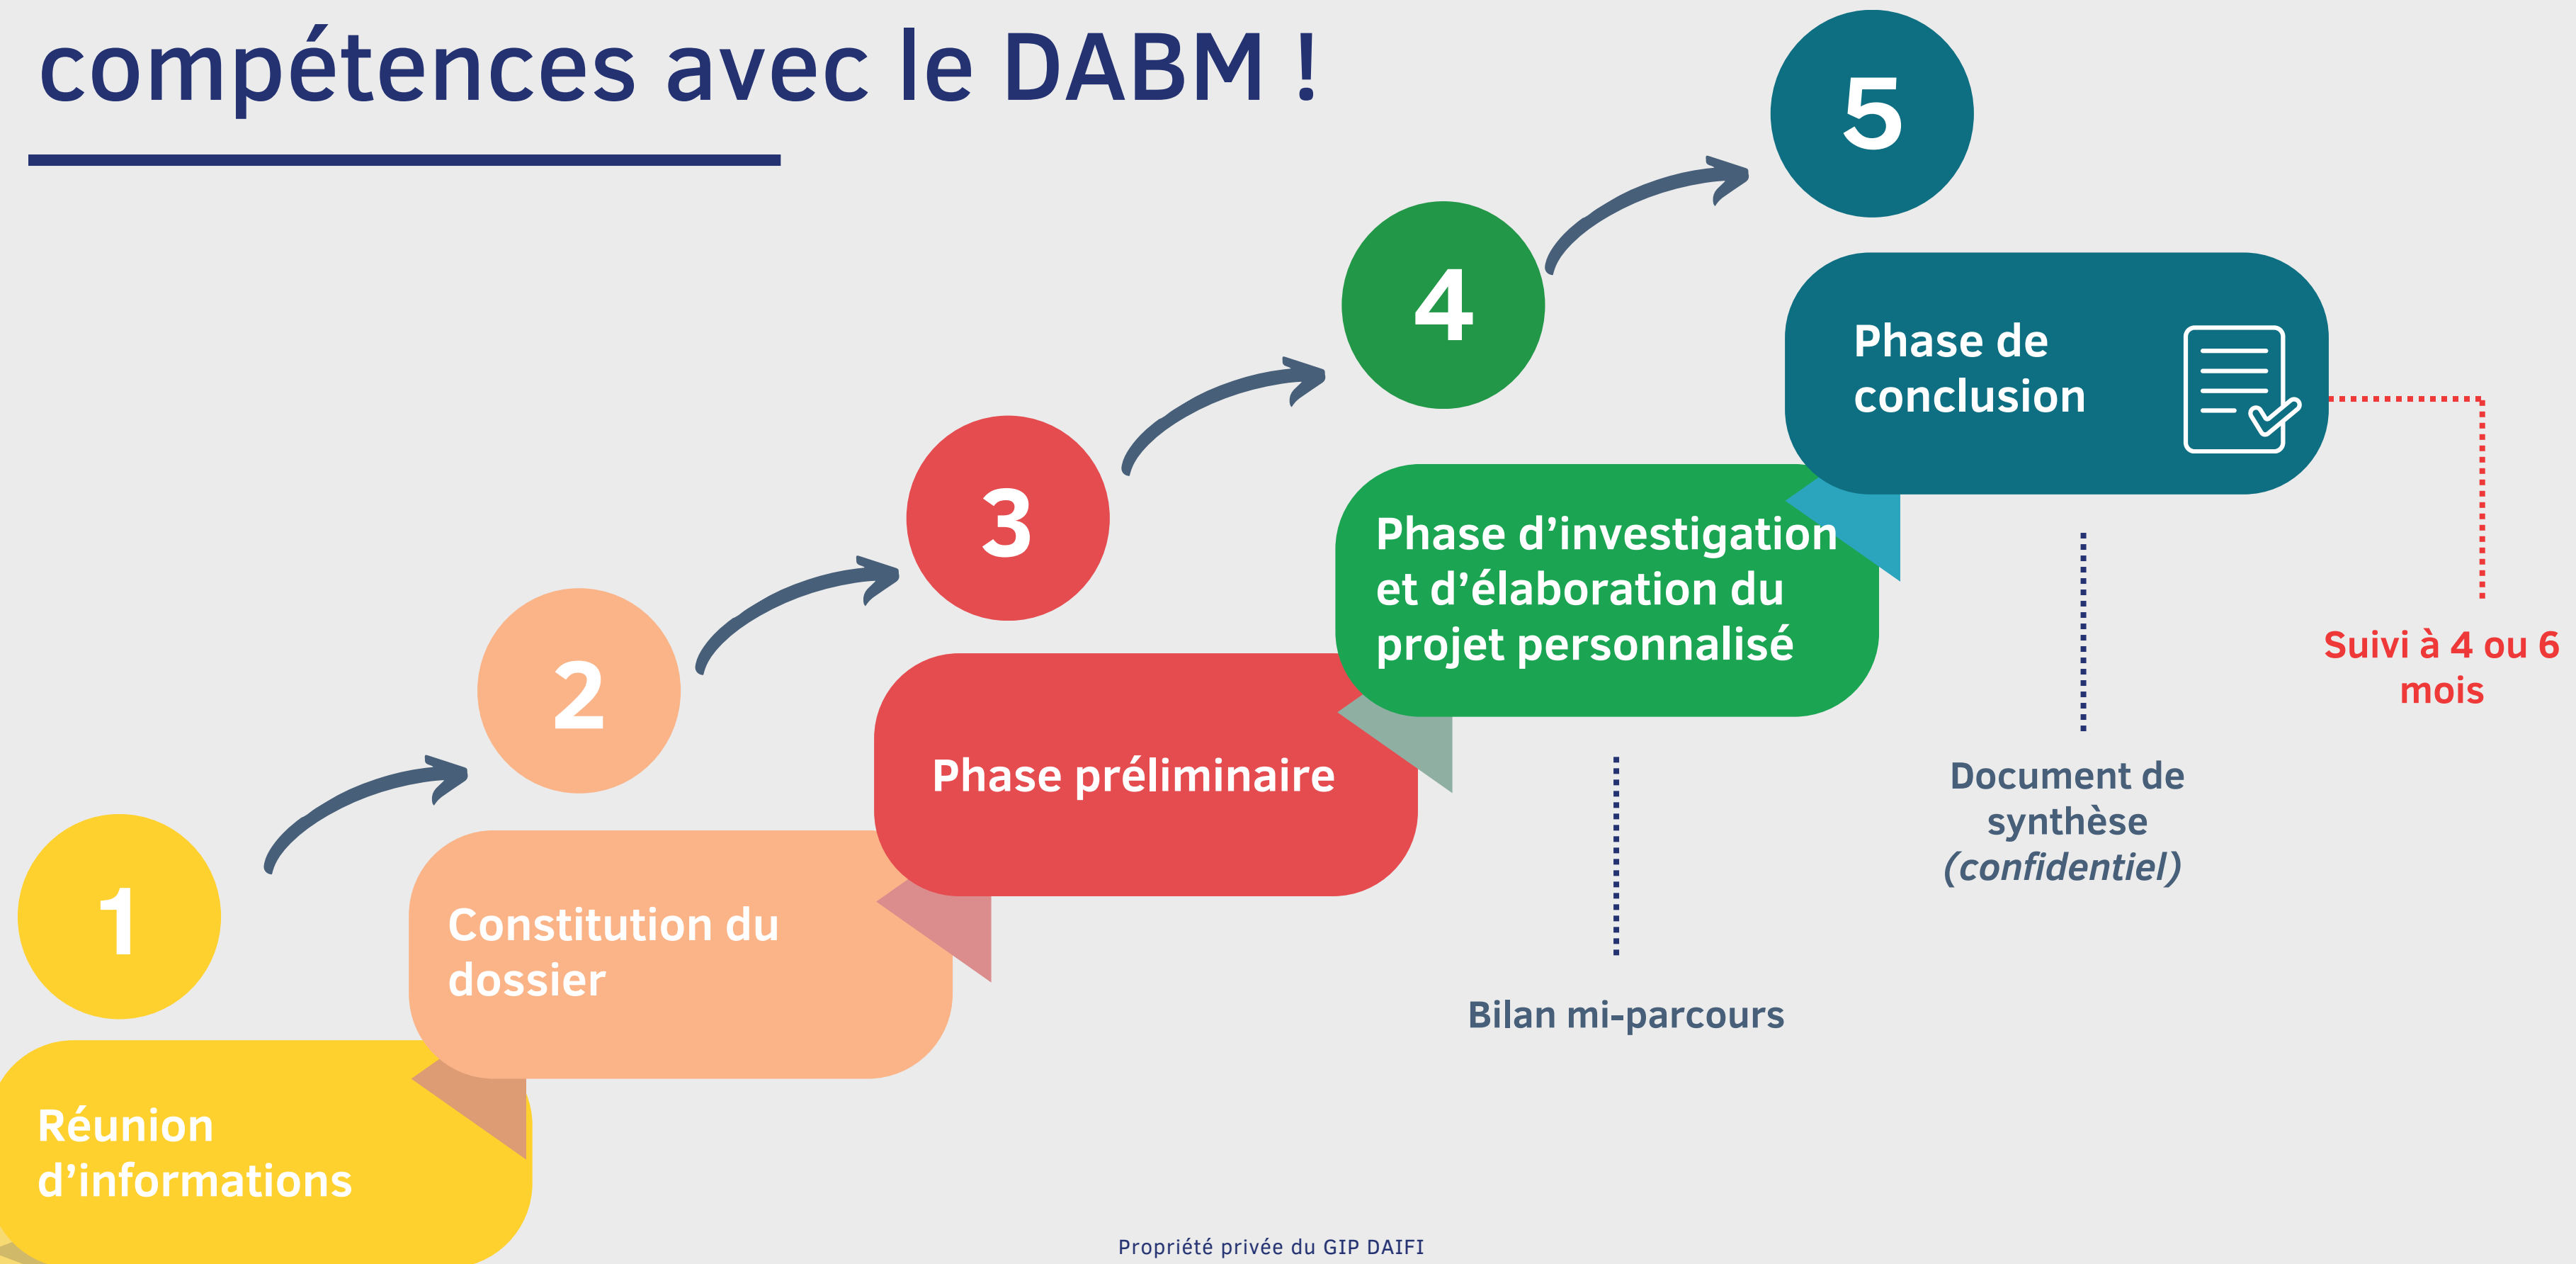 compétences avec le DABM !
1
Réunion
d’informations
2
Constitution du
dossier
3
Phase préliminaire
4
Phase d’investigation
et d’élaboration du
projet personnalisé
Bilan mi-parcours
5
Phase de
conclusion
Document de
synthèse
(confidentiel)
Suivi à 4 ou 6
mois
Propriété privée du GIP DAIFI